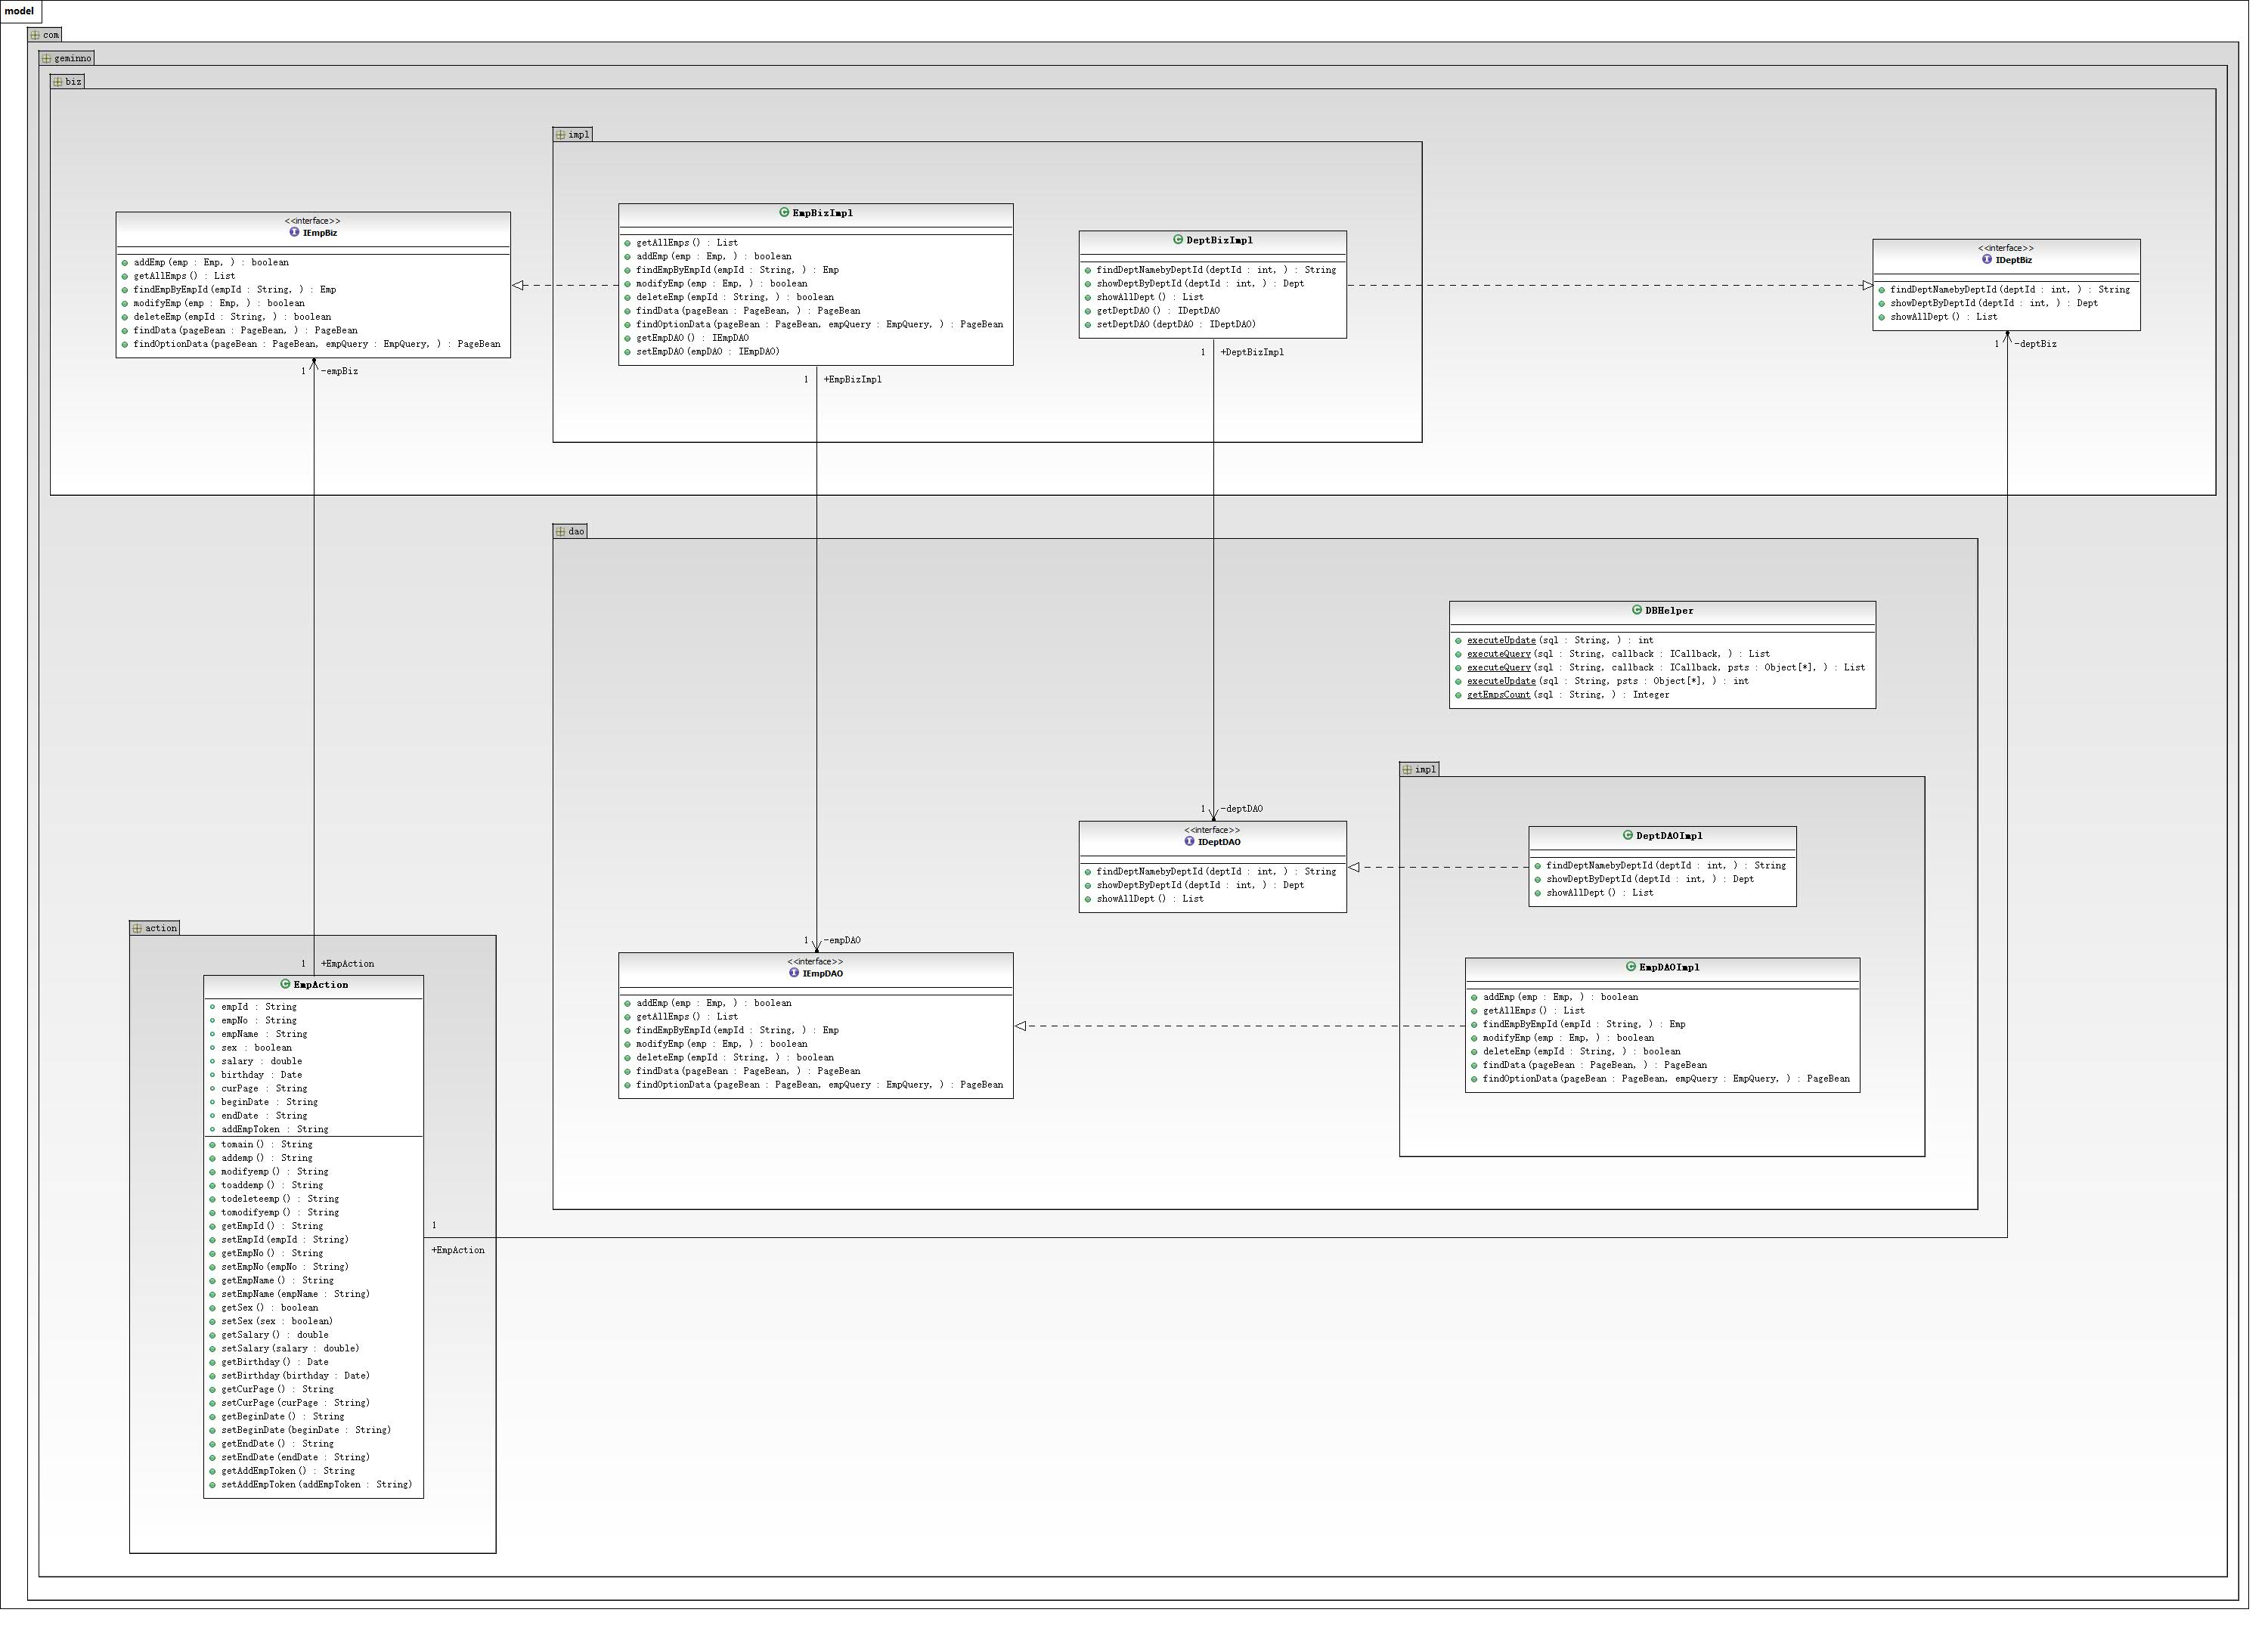 model
com
geminno
biz
impl
<<interface>>
IEmpBiz
addEmp(emp : Emp, ) : boolean
getAllEmps() : List
findEmpByEmpId(empId : String, ) : Emp
modifyEmp(emp : Emp, ) : boolean
deleteEmp(empId : String, ) : boolean
findData(pageBean : PageBean, ) : PageBean
findOptionData(pageBean : PageBean, empQuery : EmpQuery, ) : PageBean
1
-empBiz
EmpBizImpl
getAllEmps() : List
addEmp(emp : Emp, ) : boolean
findEmpByEmpId(empId : String, ) : Emp
modifyEmp(emp : Emp, ) : boolean
deleteEmp(empId : String, ) : boolean
findData(pageBean : PageBean, ) : PageBean
findOptionData(pageBean : PageBean, empQuery : EmpQuery, ) : PageBean
getEmpDAO() : IEmpDAO
setEmpDAO(empDAO : IEmpDAO)
1
+EmpBizImpl
DeptBizImpl
findDeptNamebyDeptId(deptId : int, ) : String
showDeptByDeptId(deptId : int, ) : Dept
showAllDept() : List
getDeptDAO() : IDeptDAO
setDeptDAO(deptDAO : IDeptDAO)
1
+DeptBizImpl
<<interface>>
IDeptBiz
findDeptNamebyDeptId(deptId : int, ) : String
showDeptByDeptId(deptId : int, ) : Dept
showAllDept() : List
1
-deptBiz
dao
DBHelper
executeUpdate(sql : String, ) : int
executeQuery(sql : String, callback : ICallback, ) : List
executeQuery(sql : String, callback : ICallback, psts : Object[*], ) : List
executeUpdate(sql : String, psts : Object[*], ) : int
getEmpsCount(sql : String, ) : Integer
impl
1
-deptDAO
<<interface>>
IDeptDAO
findDeptNamebyDeptId(deptId : int, ) : String
showDeptByDeptId(deptId : int, ) : Dept
showAllDept() : List
DeptDAOImpl
findDeptNamebyDeptId(deptId : int, ) : String
showDeptByDeptId(deptId : int, ) : Dept
showAllDept() : List
1
-empDAO
<<interface>>
IEmpDAO
addEmp(emp : Emp, ) : boolean
getAllEmps() : List
findEmpByEmpId(empId : String, ) : Emp
modifyEmp(emp : Emp, ) : boolean
deleteEmp(empId : String, ) : boolean
findData(pageBean : PageBean, ) : PageBean
findOptionData(pageBean : PageBean, empQuery : EmpQuery, ) : PageBean
EmpDAOImpl
addEmp(emp : Emp, ) : boolean
getAllEmps() : List
findEmpByEmpId(empId : String, ) : Emp
modifyEmp(emp : Emp, ) : boolean
deleteEmp(empId : String, ) : boolean
findData(pageBean : PageBean, ) : PageBean
findOptionData(pageBean : PageBean, empQuery : EmpQuery, ) : PageBean
action
1
+EmpAction
EmpAction
empId : String
empNo : String
empName : String
sex : boolean
salary : double
birthday : Date
curPage : String
beginDate : String
endDate : String
addEmpToken : String
tomain() : String
addemp() : String
modifyemp() : String
toaddemp() : String
todeleteemp() : String
tomodifyemp() : String
getEmpId() : String
setEmpId(empId : String)
getEmpNo() : String
setEmpNo(empNo : String)
getEmpName() : String
setEmpName(empName : String)
getSex() : boolean
setSex(sex : boolean)
getSalary() : double
setSalary(salary : double)
getBirthday() : Date
setBirthday(birthday : Date)
getCurPage() : String
setCurPage(curPage : String)
getBeginDate() : String
setBeginDate(beginDate : String)
getEndDate() : String
setEndDate(endDate : String)
getAddEmpToken() : String
setAddEmpToken(addEmpToken : String)
1
+EmpAction